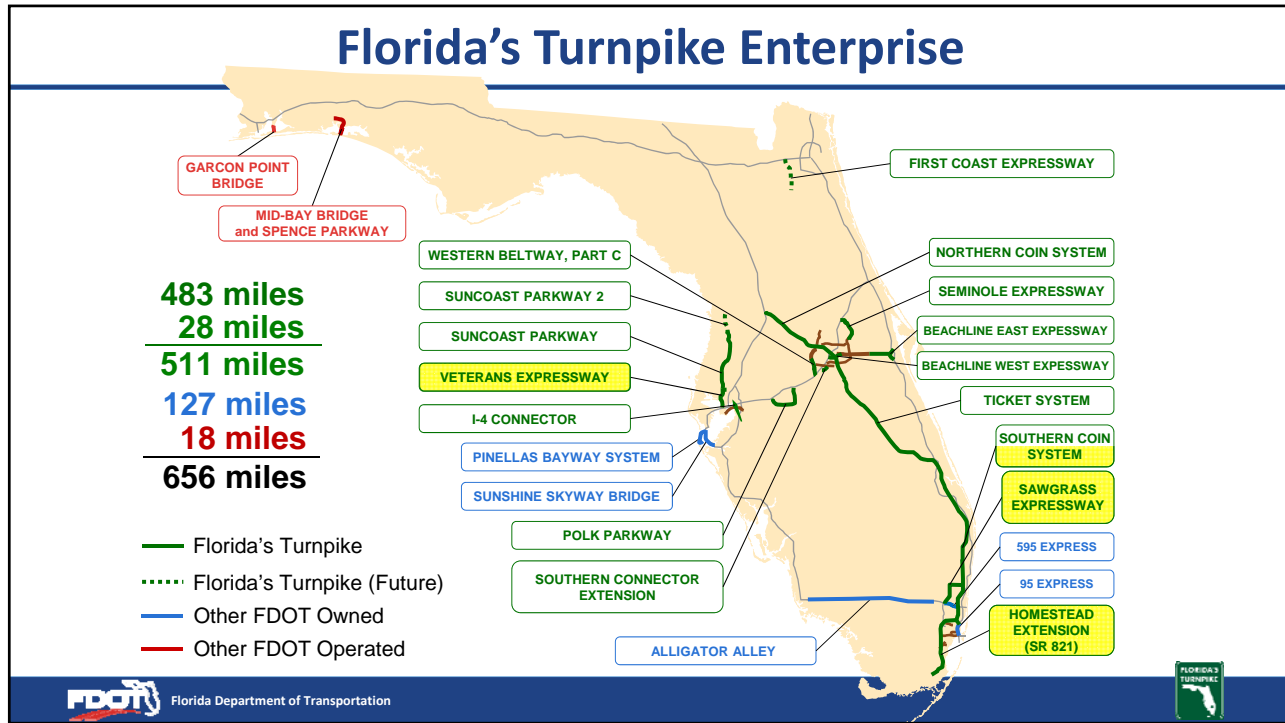 Florida's Turnpike Enterprise
GARCON POINT
BRIDGE
MID-BAY BRIDGE
and SPENCE PARKWAY
FIRST COAST EXPRESSWAY
WESTERN BELTWAY, PART C
SUNCOAST PARKWAY 2
SUNCOAST PARKWAY
VETERANS EXPRESSWAY
I-4 CONNECTOR
PINELLAS BAYWAY SYSTEM
SUNSHINE SKYWAY BRIDGE
POLK PARKWAY
SOUTHERN CONNECTOR
EXTENSION
NORTHERN COIN SYSTEM
SEMINOLE EXPRESSWAY
BEACHLINE EAST EXPESSWAY
BEACHLINE WEST EXPESSWAY
TICKET SYSTEM
SOUTHERN COIN
SYSTEM
SAWGRASS
EXPRESSWAY
595 EXPRESS
95 EXPRESS
HOMESTEAD
EXTENSION
(SR 821)
ALLIGATOR ALLEY
483 miles
28 miles
511 miles
127 miles
18 miles
656 miles
Florida's Turnpike
Florida's Turnpike (Future)
Other FDOT Owned
Other FDOT Operated
FDOT
Florida Department of Transportation
FLORIDA'S
TURNPIKE